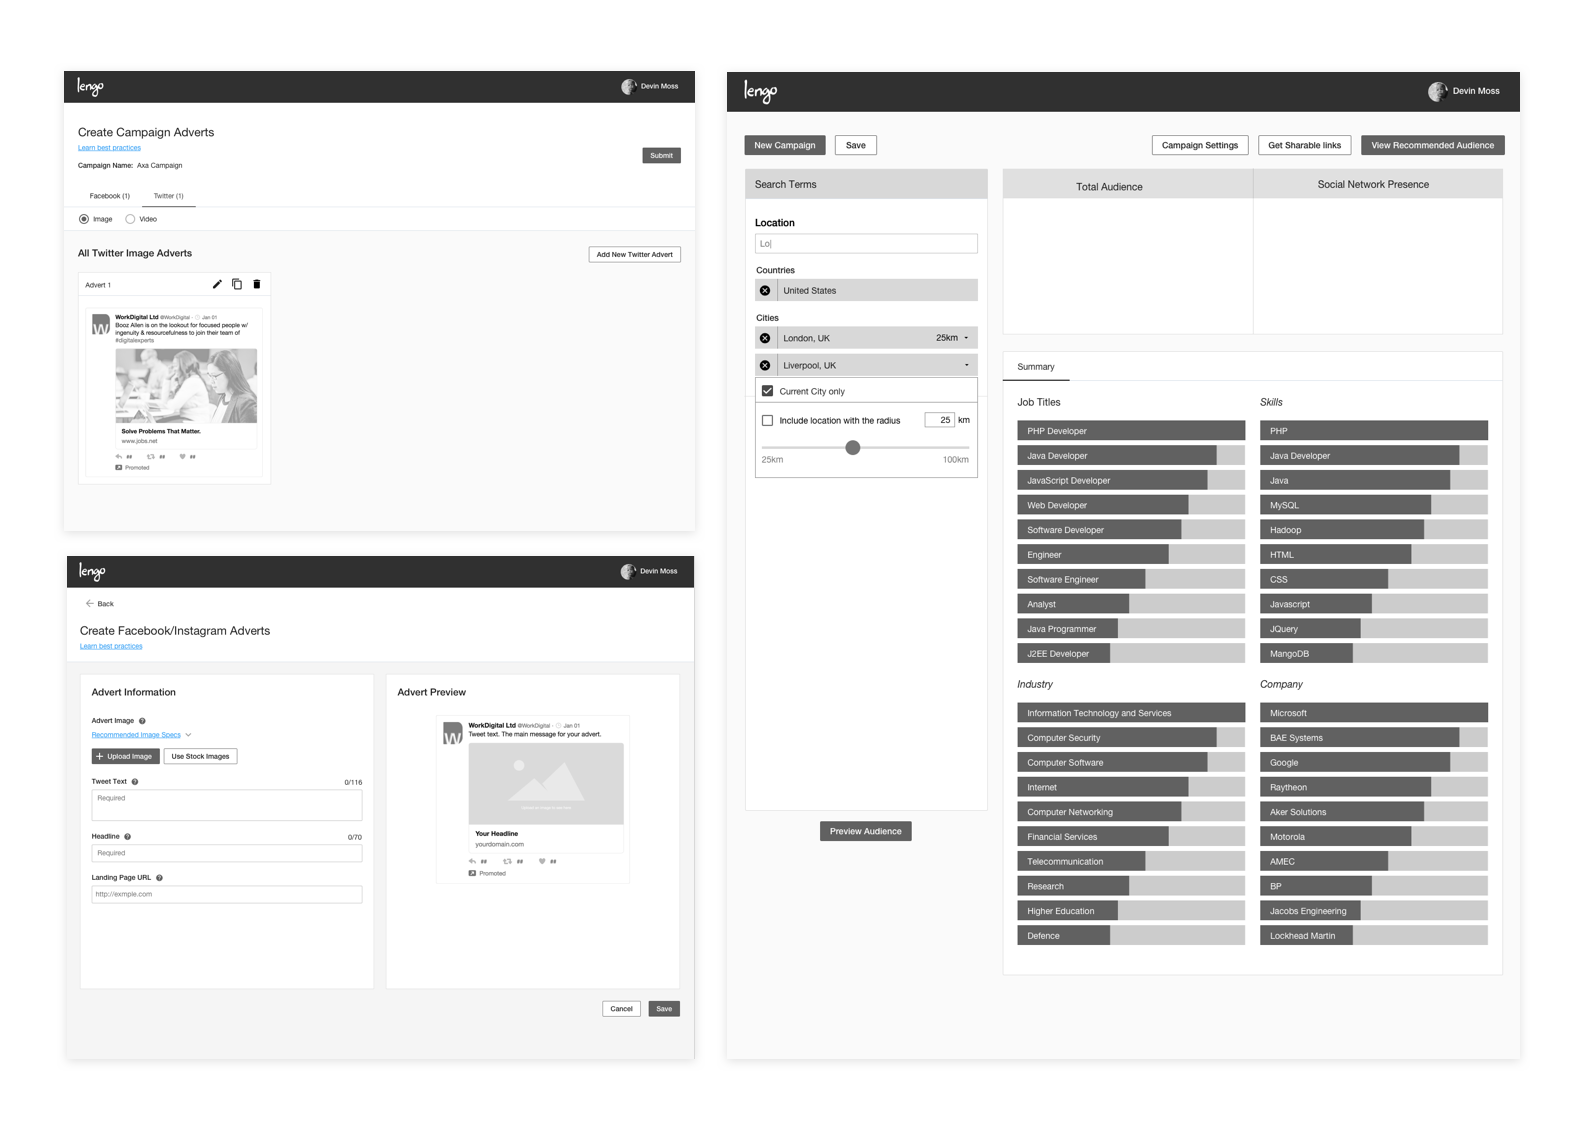 lengo
Devin Moss
Create Campaign Adverts
Learn best practices
Campaign Name: Axa Campaign
Submit
Facebook (1)
Twitter (1)
Image
Video
All Twitter Image Adverts
Add New Twitter Advert
Advert 1
W
WorkDigital Ltd @WorkDigital · Jan 01
Booz Allen is on the lookout for focused people w/
ingenuity & resourcefulness to join their team of
#digitalexperts
Solve Problems That Matter.
www.jobs.net
## ## ##
Promoted
lengo
Devin Moss
Back
Create Facebook/Instagram Adverts
Learn best practices
Advert Information
Advert Image
Recommended Image Specs
+ Upload Image
Use Stock Images
Tweet Text
0/116
Required
Headline
0/70
Required
Landing Page URL
http://exmple.com
Advert Preview
W
WorkDigital Ltd @WorkDigital · Jan 01
Tweet text. The main message for your advert.
Your Headline
yourdomain.com
## ## ##
Promoted
Cancel
Save
lengo
Devin Moss
New Campaign
Save
Campaign Settings
Get Sharable links
View Recommended Audience
Search Terms
Location
Lo|
Countries
United States
Cities
London, UK
25km
Liverpool, UK
Current City only
Include location with the radius
25 km
25km
100km
Preview Audience
Total Audience
Social Network Presence
Summary
Job Titles
PHP Developer
Java Developer
JavaScript Developer
Web Developer
Software Developer
Engineer
Software Engineer
Analyst
Java Programmer
J2EE Developer
Skills
PHP
Java Developer
Java
MySQL
Hadoop
HTML
CSS
Javascript
JQuery
MangoDB
Industry
Information Technology and Services
Computer Security
Computer Software
Internet
Computer Networking
Financial Services
Telecommunication
Research
Higher Education
Defence
Company
Microsoft
BAE Systems
Google
Raytheon
Aker Solutions
Motorola
AMEC
BP
Jacobs Engineering
Lockhead Martin